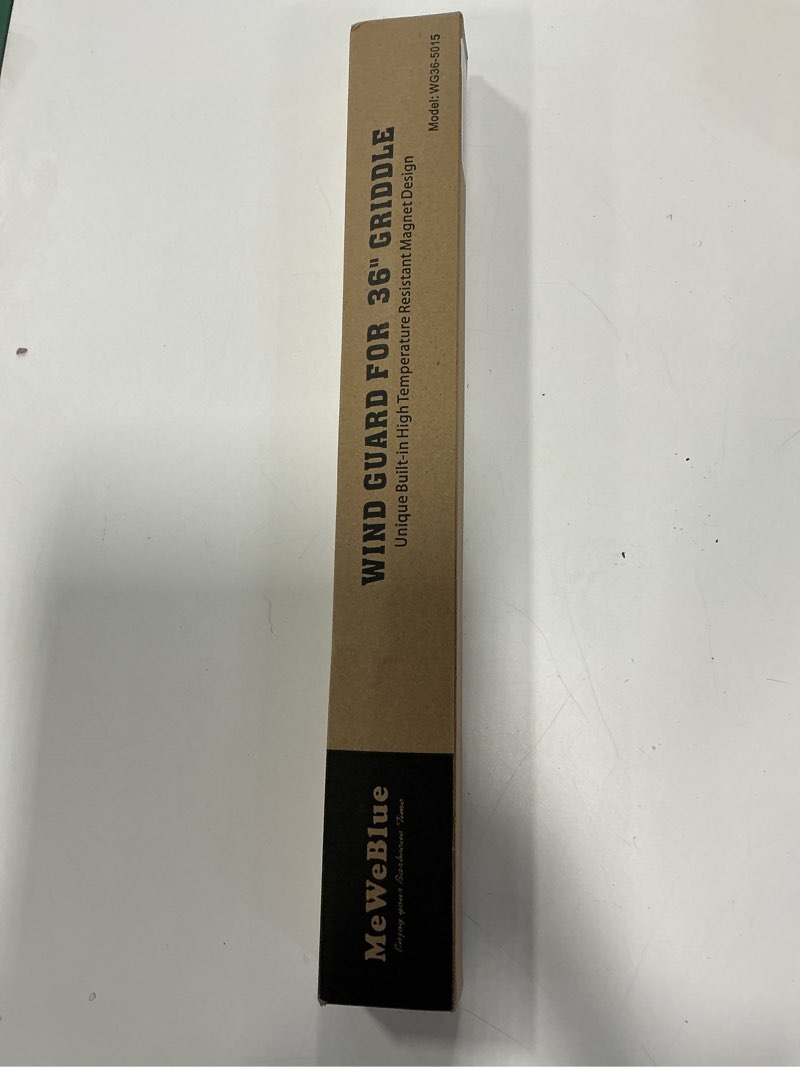 Model: WG36-5015
WIND GUARD FOR 36" GRIDDLE
Unique Built-in High Temperature Resistant Magnet Design
MeWeBlue
Enjoy your Barbecue Time